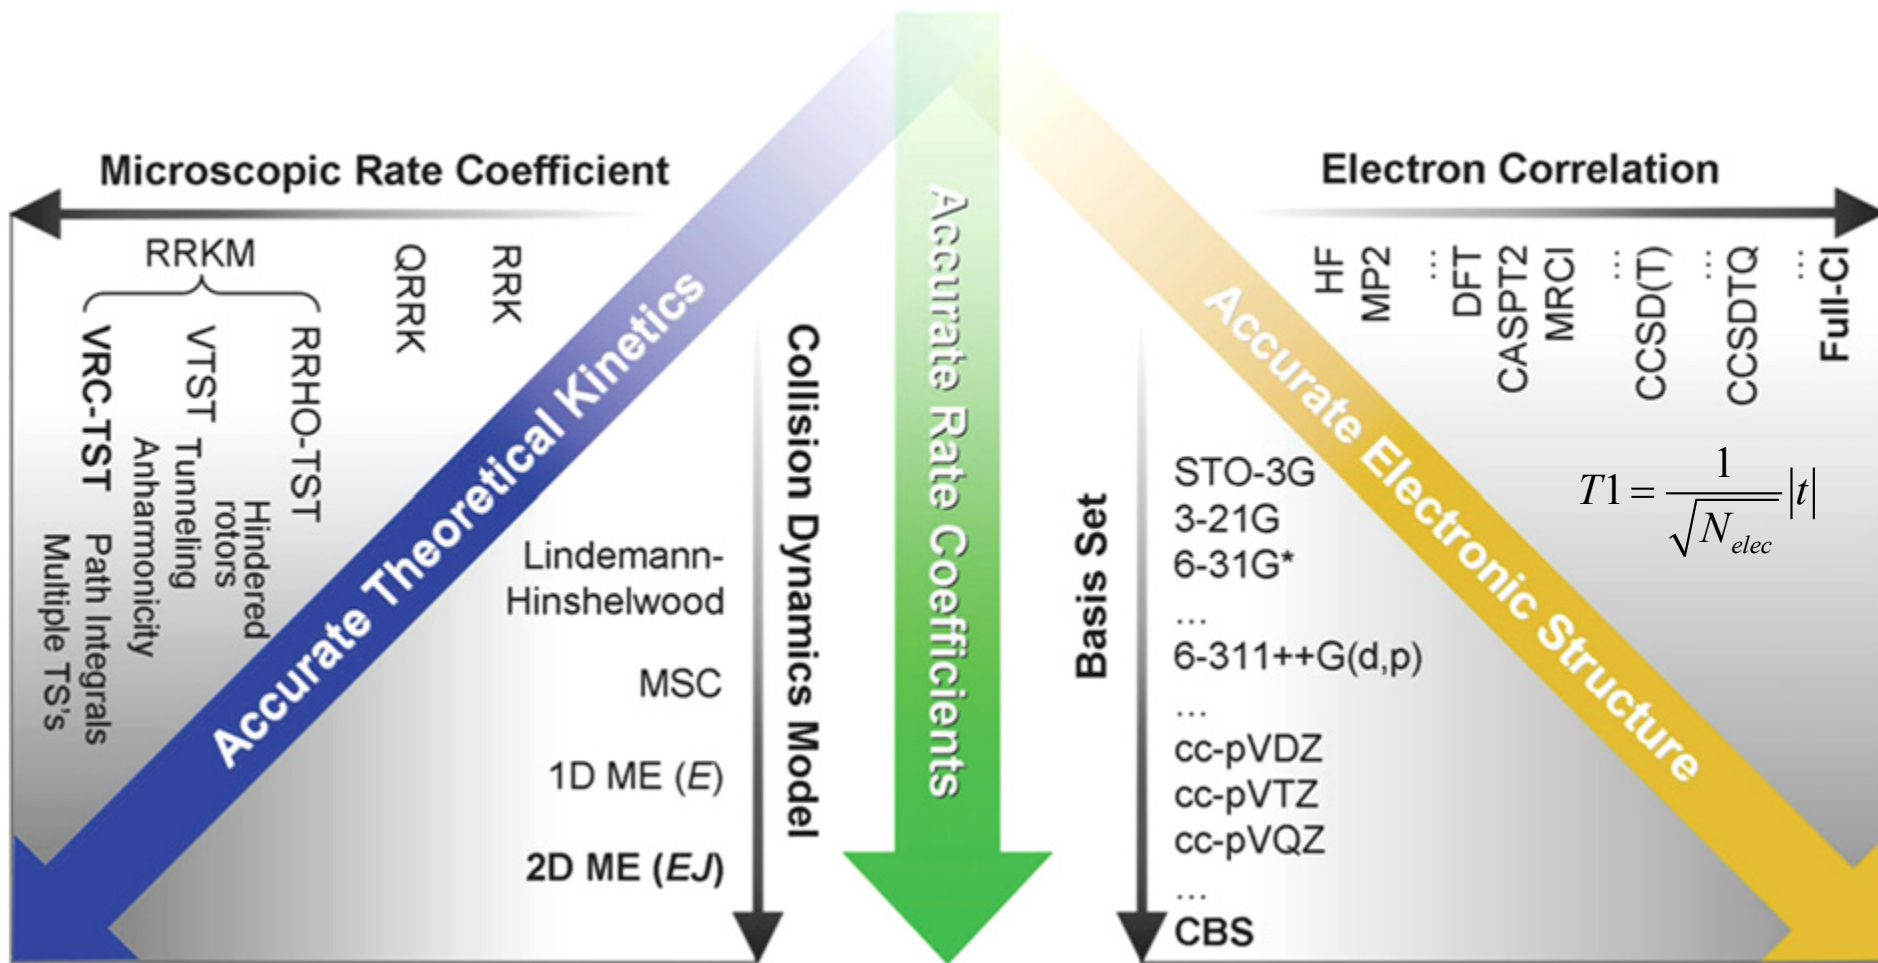 Microscopic Rate Coefficient
RRKM
VRC-TST
VTST
RRHO-TST
QRRK
RRK
Multiple TS's
Path Integrals
Anharmonicity
Tunneling
Hindered
rotors
Accurate Theoretical Kinetics
Collision Dynamics Model
Lindemann-
Hinshelwood
MSC
1D ME (E)
2D ME (EJ)
Accurate Rate Coefficients
Electron Correlation
HF
MP2
...
DFT
CASPT2
MRCI
...
CCSD(T)
...
CCSDTQ
...
Full-CI
Accurate Electronic Structure
Basis Set
STO-3G
3-21G
6-31G*
...
6-311++G(d,p)
...
cc-pVDZ
cc-pVTZ
cc-pVQZ
...
CBS
T1 = 1/√N_elec |t|